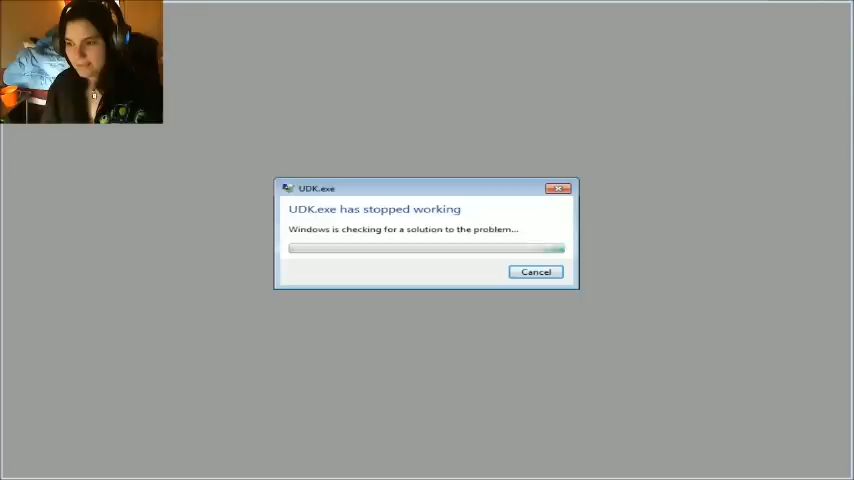 UDK.exe
UDK.exe has stopped working
Windows is checking for a solution to the problem...
Cancel